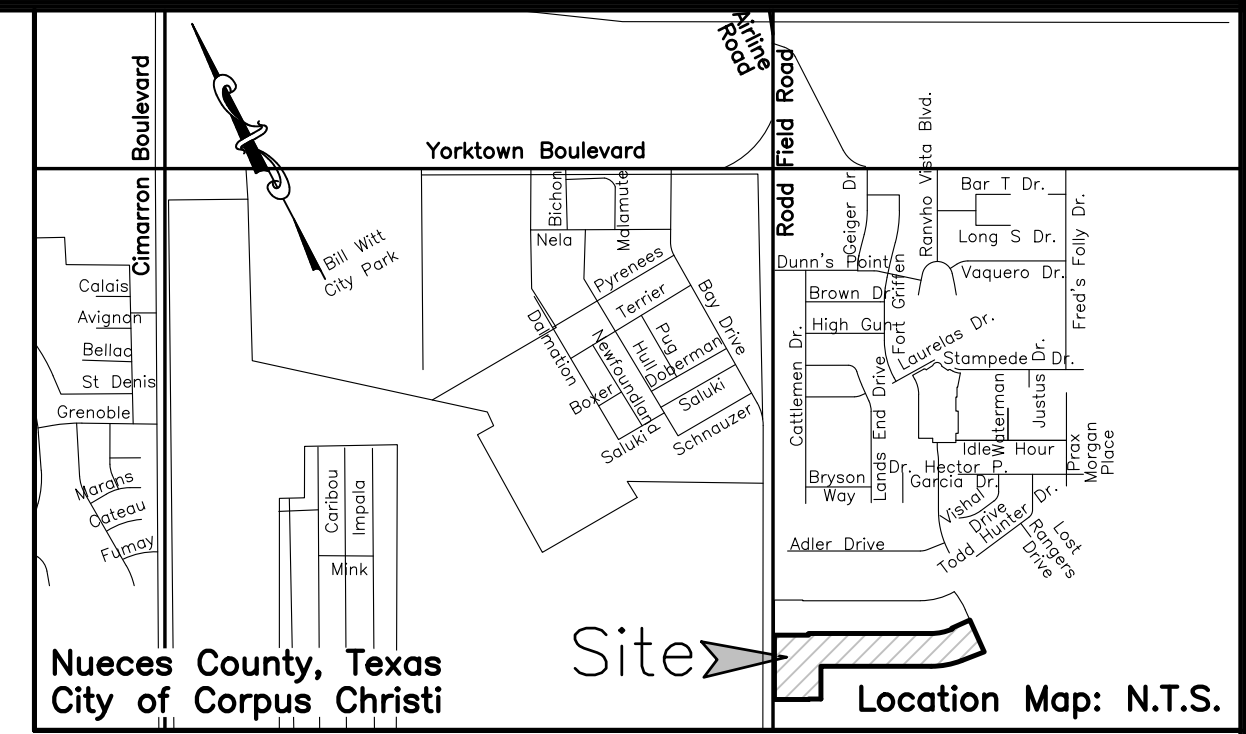 Airline
Road
Cimarron Boulevard
Yorktown Boulevard
Rodd Field Road
Bill Witt
City Park
Bichon
Malamute
Nela
Pyrenees
Terrier
Bay Drive
Dalmation
Newfoundland
Hull
Pug
Doberman
Boxer
Saluki
Saluki
Schnauzer
Geiger Dr.
Ranvho Vista Blvd.
Bar T Dr.
Long S Dr.
Vaquero Dr.
Fred's Folly Dr.
Dunn's Point
Brown Dr.
High Gun
Fort Griffen
Laurelas Dr.
Stampede Dr.
Cattlemen Dr.
Lands End Drive
Waterman
Justus Dr.
Idle Hour
Prax
Morgan
Place
Dr. Hector P.
Garcia Dr.
Bryson
Way
Vishal
Drive
Todd Hunter Dr.
Lost
Rangers
Drive
Adler Drive
Calais
Avignon
Bellac
St Denis
Grenoble
Marans
Cateau
Fumay
Caribou
Impala
Mink
Site
Nueces County, Texas
City of Corpus Christi
Location Map: N.T.S.